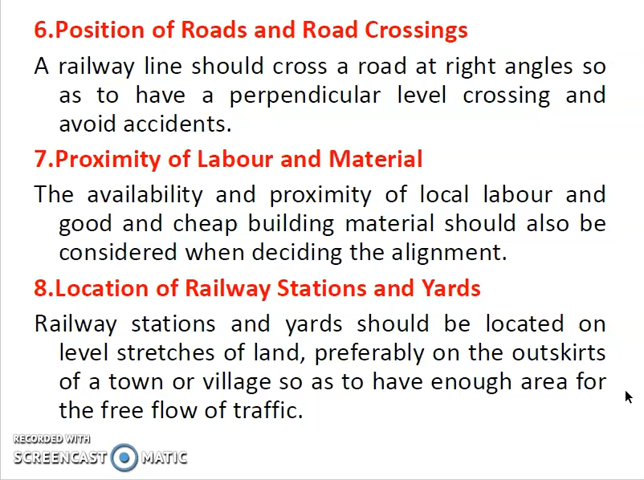 6.Position of Roads and Road Crossings
A railway line should cross a road at right angles so
as to have a perpendicular level crossing and
avoid accidents.
7.Proximity of Labour and Material
The availability and proximity of local labour and
good and cheap building material should also be
considered when deciding the alignment.
8.Location of Railway Stations and Yards
Railway stations and yards should be located on
level stretches of land, preferably on the outskirts
of a town or village so as to have enough area for
the free flow of traffic.
RECORDED WITH
SCREENCAST MATIC